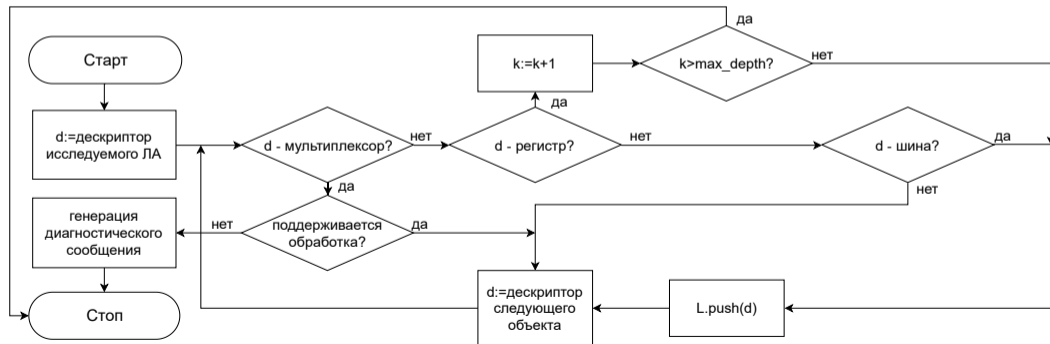 да
Старт
k:=k+1
k>max_depth?
нет
да
d:=дескриптор
исследуемого ЛА
d - мультиплексор?
нет
d - регистр?
нет
d - шина?
да
да
нет
генерация
диагностического
сообщения
нет
поддерживается
обработка?
да
Стоп
d:=дескриптор
следующего
объекта
L.push(d)